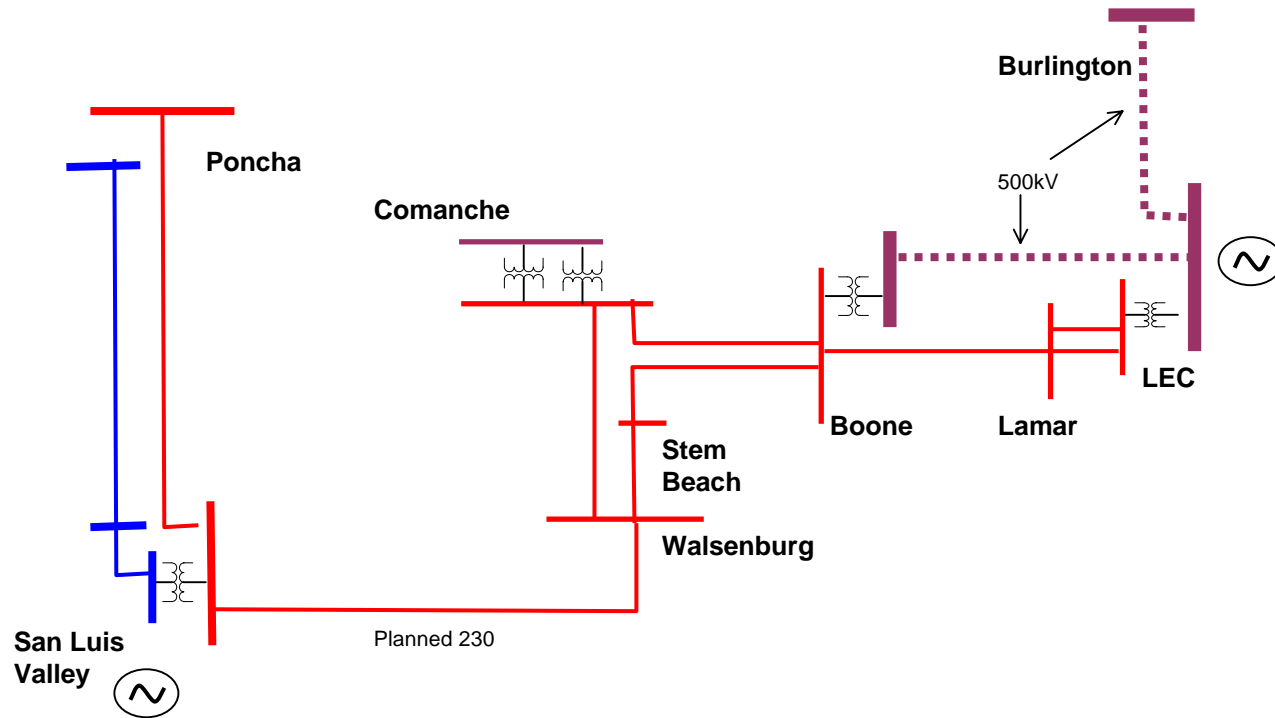 Burlington
Poncha
500kV
Comanche
LEC
Boone
Lamar
Stem
Beach
Walsenburg
San Luis
Valley
Planned 230